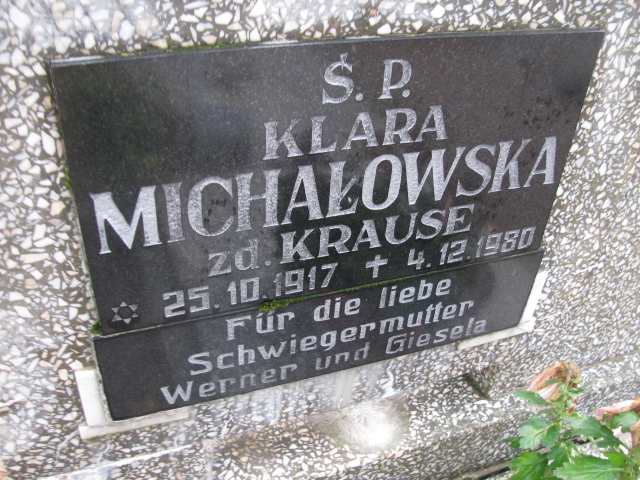 Ś. P.
KLARA
MICHAŁOWSKA
zd. KRAUSE
✡ 25.10.1917 ✝ 4.12.1980
Für die liebe
Schwiegermutter
Werner und Giesela